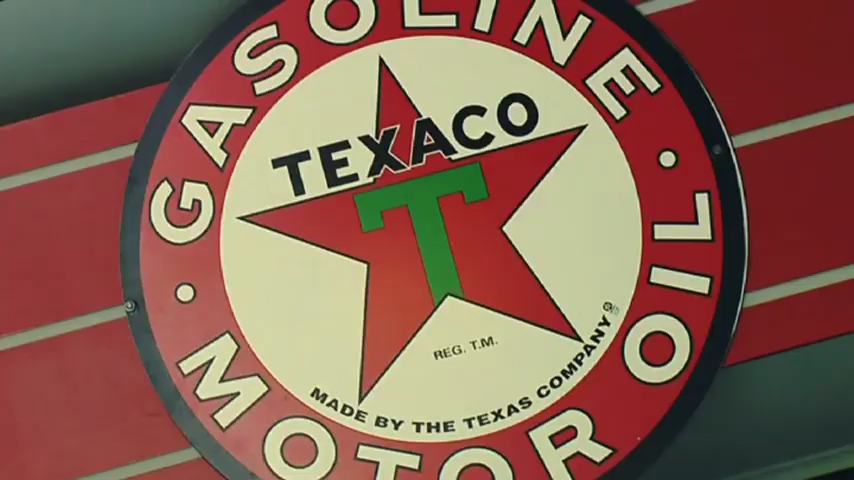 GASOLINE
TEXACO
T
REG. T.M.
MADE BY THE TEXAS COMPANY
MOTOR OIL